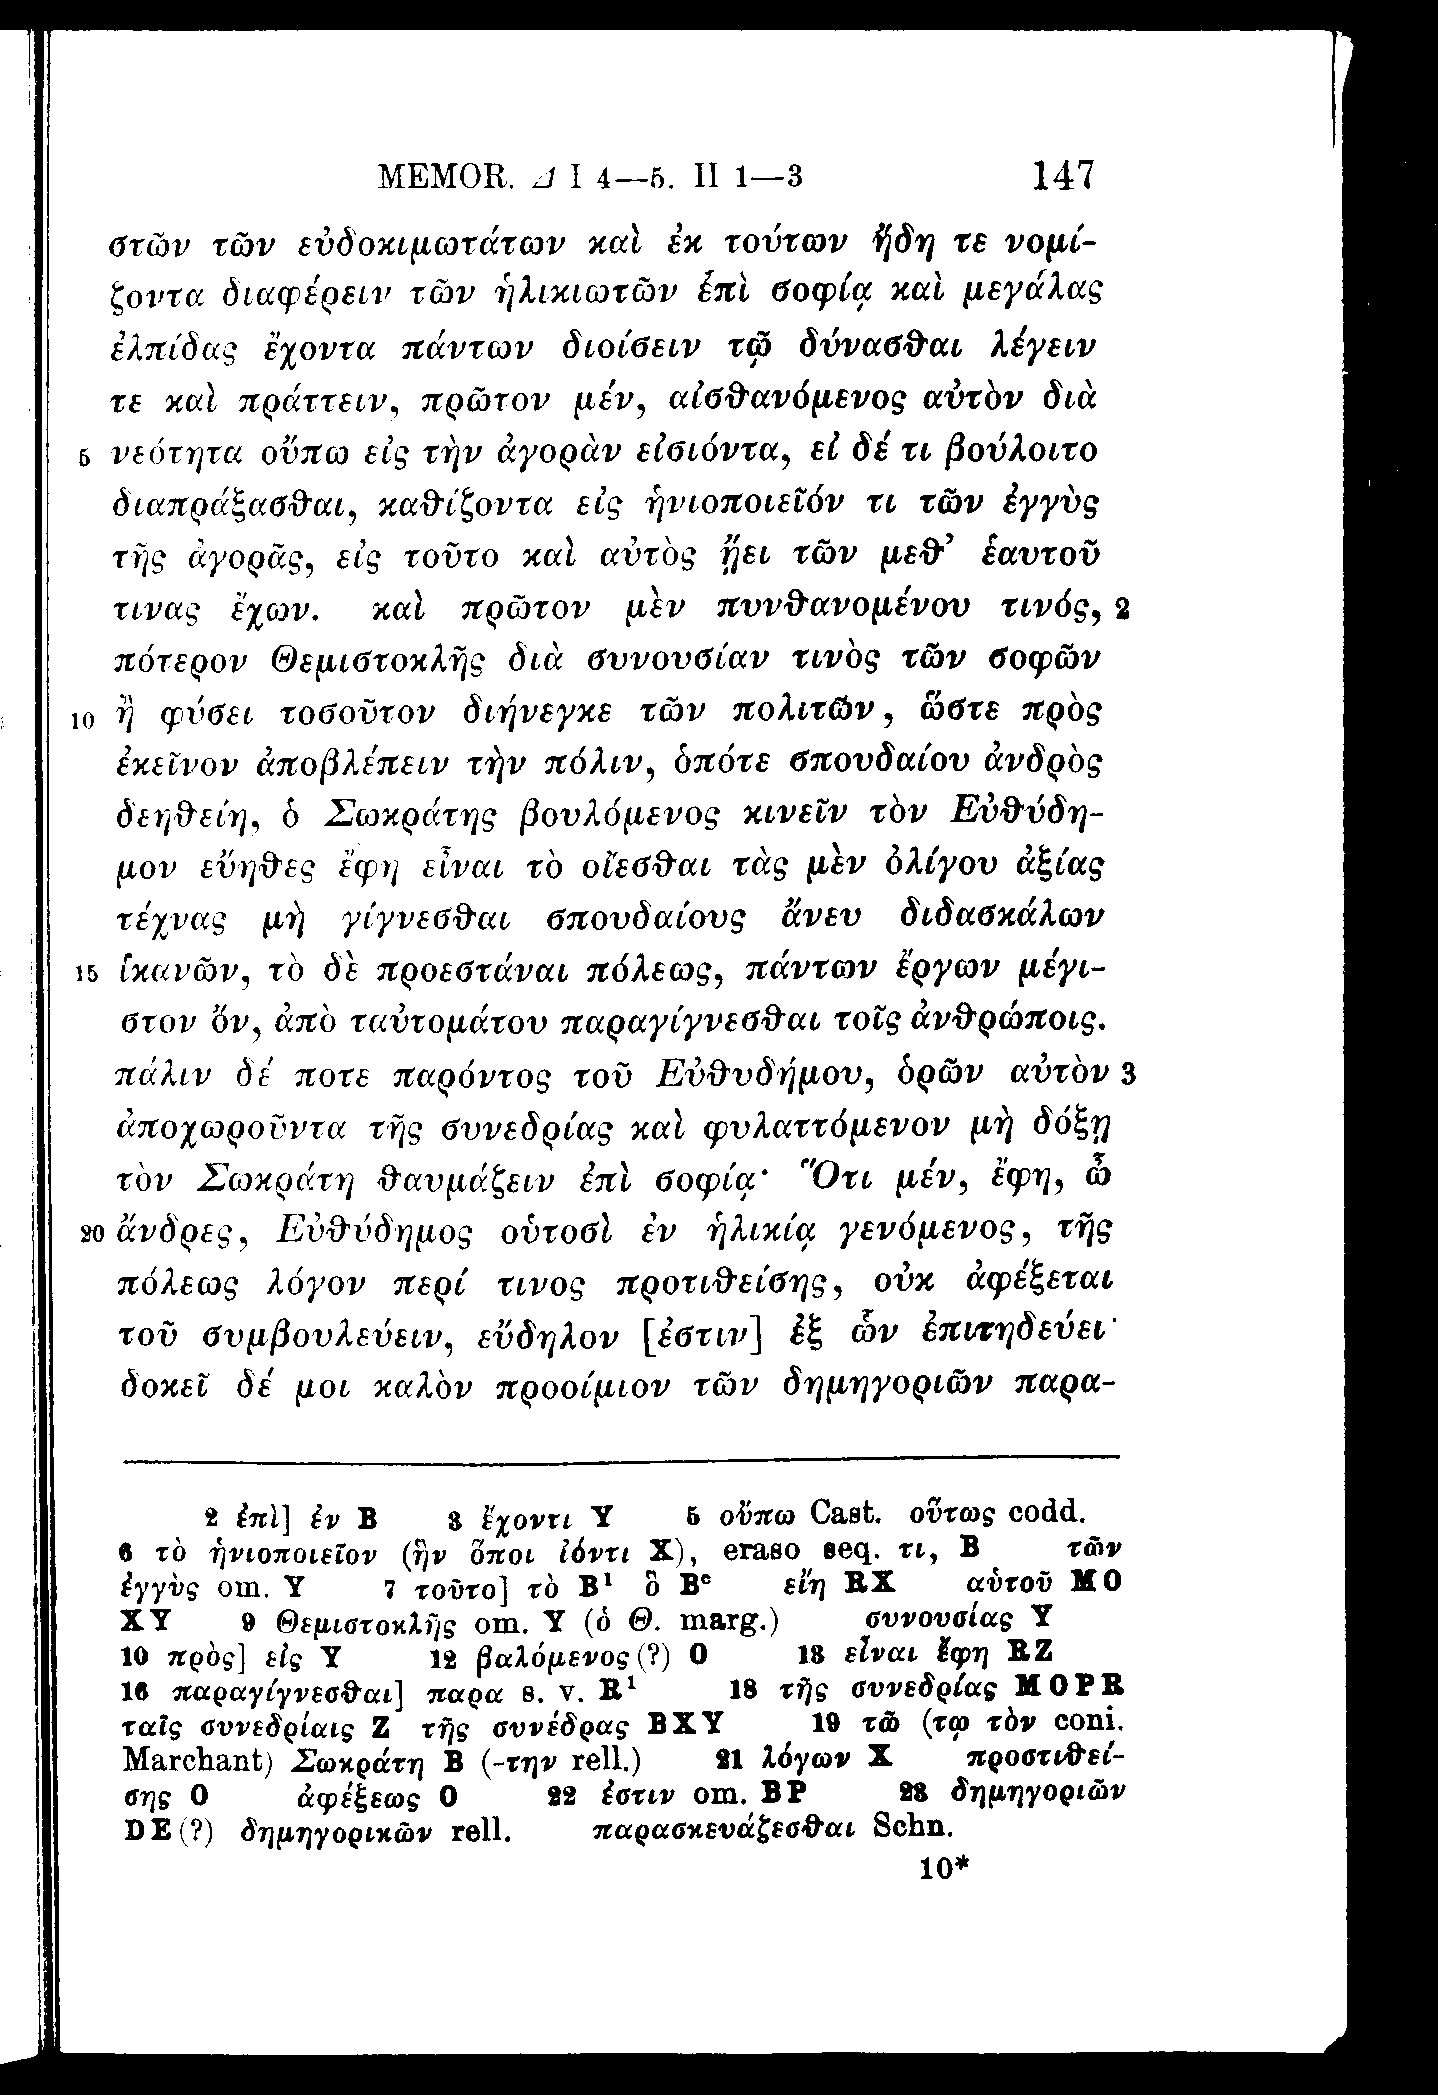 MEMOR. Δ I 4—5. II 1—3 147
στῶν τῶν εὐδοκιμωτάτων καὶ ἐκ τούτων ἤδη τε νομί-
ζοντα διαφέρειν τῶν ἡλικιωτῶν ἐπὶ σοφίᾳ καὶ μεγάλας
ἐλπίδας ἔχοντα πάντων διοίσειν τῷ δύνασθαι λέγειν
τε καὶ πράττειν, πρῶτον μέν, αἰσθανόμενος αὐτὸν διὰ
5 νεότητα οὔπω εἰς τὴν ἀγορὰν εἰσιόντα, εἰ δέ τι βούλοιτο
διαπράξασθαι, καθίζοντα εἰς ἡνιοποιεῖόν τι τῶν ἐγγὺς
τῆς ἀγορᾶς, εἰς τοῦτο καὶ αὐτὸς ᾔει τῶν μεθ’ ἑαυτοῦ
τινας ἔχων. καὶ πρῶτον μὲν πυνθανομένου τινός, 2
πότερον Θεμιστοκλῆς διὰ συνουσίαν τινὸς τῶν σοφῶν
10 ἢ φύσει τοσοῦτον διήνεγκε τῶν πολιτῶν, ὥστε πρὸς
ἐκεῖνον ἀποβλέπειν τὴν πόλιν, ὁπότε σπουδαίου ἀνδρὸς
δεηθείη, ὁ Σωκράτης βουλόμενος κινεῖν τὸν Εὐθύδη-
μον εὔηθες ἔφη εἶναι τὸ οἴεσθαι τὰς μὲν ὀλίγου ἀξίας
τέχνας μὴ γίγνεσθαι σπουδαίους ἄνευ διδασκάλων
15 ἱκανῶν, τὸ δὲ προεστάναι πόλεως, πάντων ἔργων μέγι-
στον ὄν, ἀπὸ ταὐτομάτου παραγίγνεσθαι τοῖς ἀνθρώποις.
πάλιν δέ ποτε παρόντος τοῦ Εὐθυδήμου, ὁρῶν αὐτὸν 3
ἀποχωροῦντα τῆς συνεδρίας καὶ φυλαττόμενον μὴ δόξῃ
τὸν Σωκράτη θαυμάζειν ἐπὶ σοφίᾳ· Ὅτι μέν, ἔφη, ὦ
20 ἄνδρες, Εὐθύδημος οὑτοσὶ ἐν ἡλικίᾳ γενόμενος, τῆς
πόλεως λόγον περί τινος προτιθείσης, οὐκ ἀφέξεται
τοῦ συμβουλεύειν, εὔδηλον [ἐστιν] ἐξ ὧν ἐπιτηδεύει·
δοκεῖ δέ μοι καλὸν προοίμιον τῶν δημηγοριῶν παρα-
2 ἐπὶ] ἐν B 3 ἔχοντι Y 5 οὔπω Cast. οὕτως codd.
6 τὸ ἡνιοποιεῖον (ἣν ὅποι ἰόντι X), eraso seq. τι, B τῶν
ἐγγὺς om. Y 7 τοῦτο] τὸ B¹ ὃ Bᶜ εἴη RX αὑτοῦ MO
XY 9 Θεμιστοκλῆς om. Y (ὁ Θ. marg.) συνουσίας Y
10 πρὸς] εἰς Y 12 βαλόμενος (?) O 13 εἶναι ἔφη RZ
16 παραγίγνεσθαι] παρα s. v. R¹ 18 τῆς συνεδρίας MOPR
ταῖς συνεδρίαις Z τῆς συνέδρας BXY 19 τῶ (τῳ τὸν coni.
Marchant) Σωκράτη B (-την rell.) 21 λόγων X προστιθεί-
σης O ἀφέξεως O 22 ἐστιν om. BP 23 δημηγοριῶν
DE(?) δημηγορικῶν rell. παρασκευάζεσθαι Schn.
10*